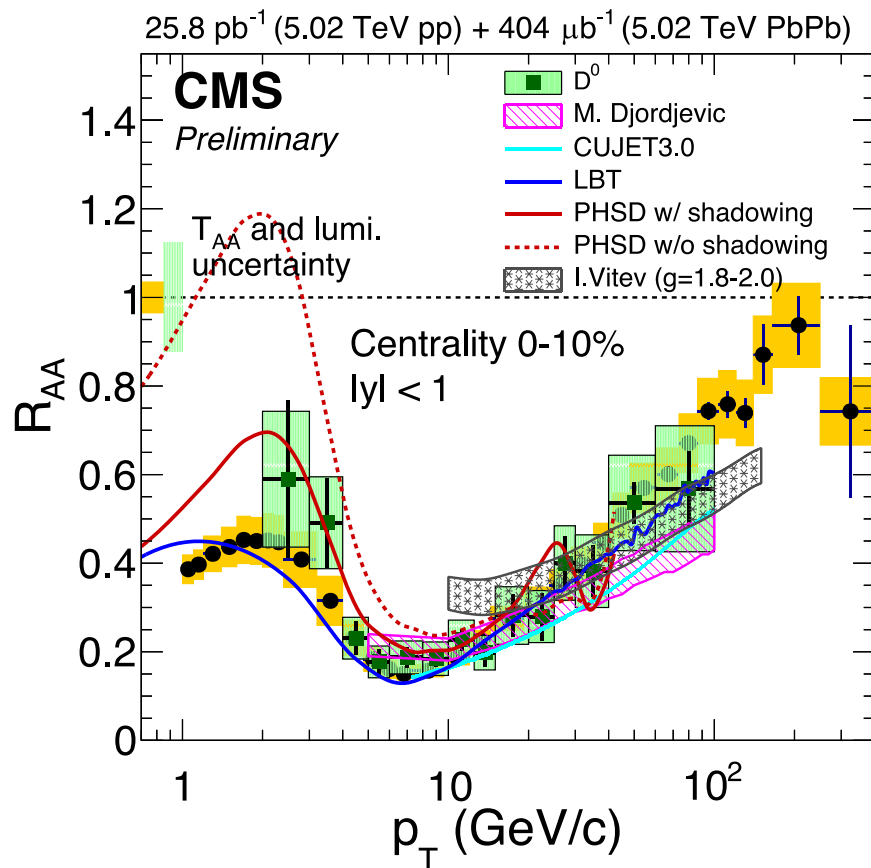 25.8 pb⁻¹ (5.02 TeV pp) + 404 μb⁻¹ (5.02 TeV PbPb)
CMS
Preliminary
D⁰
M. Djordjevic
CUJET3.0
LBT
PHSD w/ shadowing
PHSD w/o shadowing
I.Vitev (g=1.8-2.0)
T_AA and lumi.
uncertainty
Centrality 0-10%
|y| < 1
R_AA
1.4
1.2
1
0.8
0.6
0.4
0.2
0
1
10
10²
p_T (GeV/c)